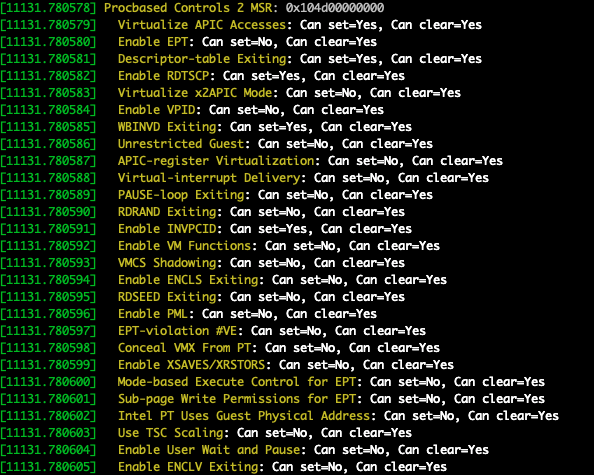 [11131.780578] Procbased Controls 2 MSR: 0x104d00000000
[11131.780579]   Virtualize APIC Accesses: Can set=Yes, Can clear=Yes
[11131.780580]   Enable EPT: Can set=No, Can clear=Yes
[11131.780581]   Descriptor-table Exiting: Can set=Yes, Can clear=Yes
[11131.780582]   Enable RDTSCP: Can set=Yes, Can clear=Yes
[11131.780583]   Virtualize x2APIC Mode: Can set=No, Can clear=Yes
[11131.780584]   Enable VPID: Can set=No, Can clear=Yes
[11131.780585]   WBINVD Exiting: Can set=Yes, Can clear=Yes
[11131.780586]   Unrestricted Guest: Can set=No, Can clear=Yes
[11131.780587]   APIC-register Virtualization: Can set=No, Can clear=Yes
[11131.780588]   Virtual-interrupt Delivery: Can set=No, Can clear=Yes
[11131.780589]   PAUSE-loop Exiting: Can set=No, Can clear=Yes
[11131.780590]   RDRAND Exiting: Can set=No, Can clear=Yes
[11131.780591]   Enable INVPCID: Can set=Yes, Can clear=Yes
[11131.780592]   Enable VM Functions: Can set=No, Can clear=Yes
[11131.780593]   VMCS Shadowing: Can set=No, Can clear=Yes
[11131.780594]   Enable ENCLS Exiting: Can set=No, Can clear=Yes
[11131.780595]   RDSEED Exiting: Can set=No, Can clear=Yes
[11131.780596]   Enable PML: Can set=No, Can clear=Yes
[11131.780597]   EPT-violation #VE: Can set=No, Can clear=Yes
[11131.780598]   Conceal VMX From PT: Can set=No, Can clear=Yes
[11131.780599]   Enable XSAVES/XRSTORS: Can set=No, Can clear=Yes
[11131.780600]   Mode-based Execute Control for EPT: Can set=No, Can clear=Yes
[11131.780601]   Sub-page Write Permissions for EPT: Can set=No, Can clear=Yes
[11131.780602]   Intel PT Uses Guest Physical Address: Can set=No, Can clear=Yes
[11131.780603]   Use TSC Scaling: Can set=No, Can clear=Yes
[11131.780604]   Enable User Wait and Pause: Can set=No, Can clear=Yes
[11131.780605]   Enable ENCLV Exiting: Can set=No, Can clear=Yes